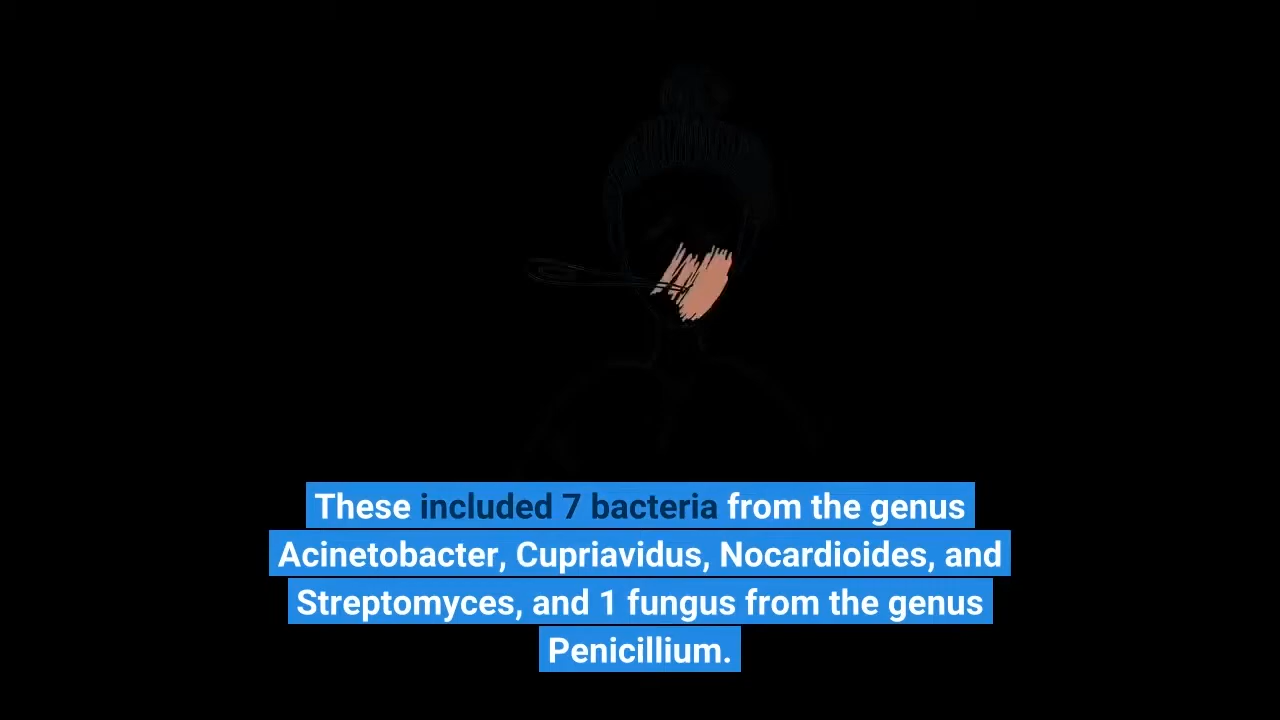 These included 7 bacteria from the genus
Acinetobacter, Cupriavidus, Nocardioides, and
Streptomyces, and 1 fungus from the genus
Penicillium.